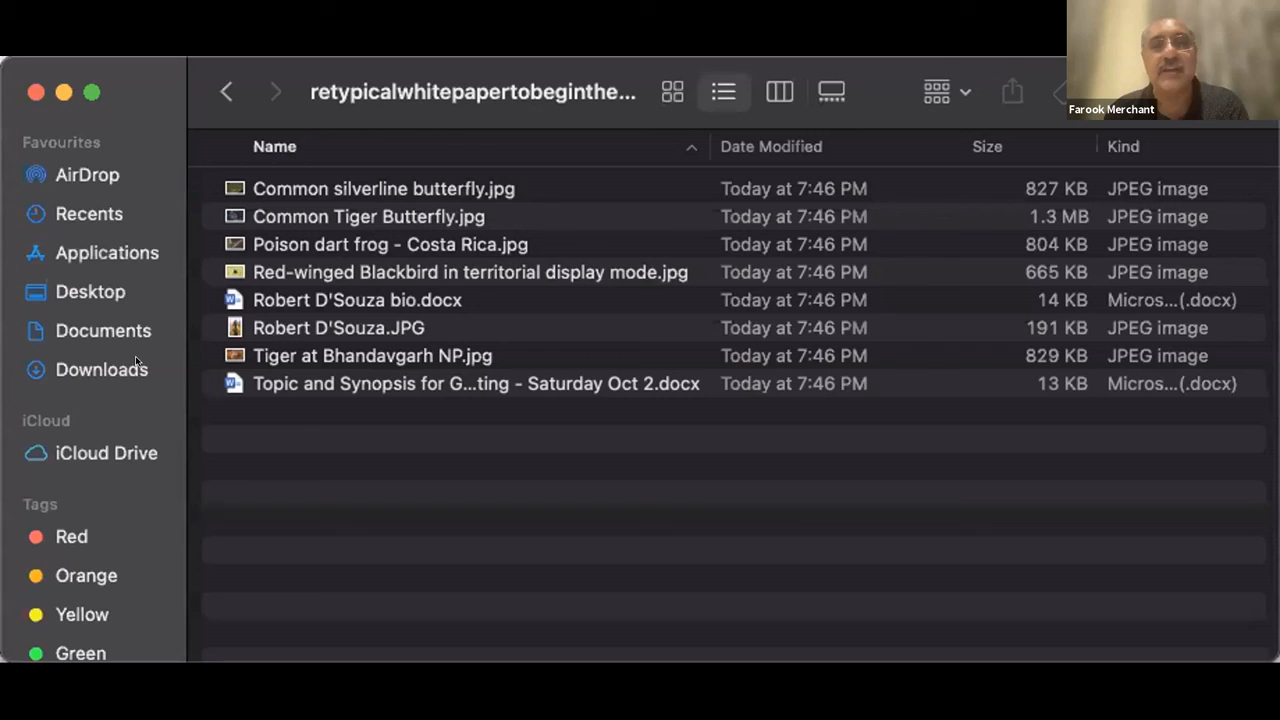 Farook Merchant
retypicalwhitepapertobeginthe...
Favourites
AirDrop
Recents
Applications
Desktop
Documents
Downloads
iCloud
iCloud Drive
Tags
Red
Orange
Yellow
Green
Name Date Modified Size Kind
Common silverline butterfly.jpg Today at 7:46 PM 827 KB JPEG image
Common Tiger Butterfly.jpg Today at 7:46 PM 1.3 MB JPEG image
Poison dart frog - Costa Rica.jpg Today at 7:46 PM 804 KB JPEG image
Red-winged Blackbird in territorial display mode.jpg Today at 7:46 PM 665 KB JPEG image
Robert D'Souza bio.docx Today at 7:46 PM 14 KB Micros...(.docx)
Robert D'Souza.JPG Today at 7:46 PM 191 KB JPEG image
Tiger at Bhandavgarh NP.jpg Today at 7:46 PM 829 KB JPEG image
Topic and Synopsis for G...ting - Saturday Oct 2.docx Today at 7:46 PM 13 KB Micros...(.docx)